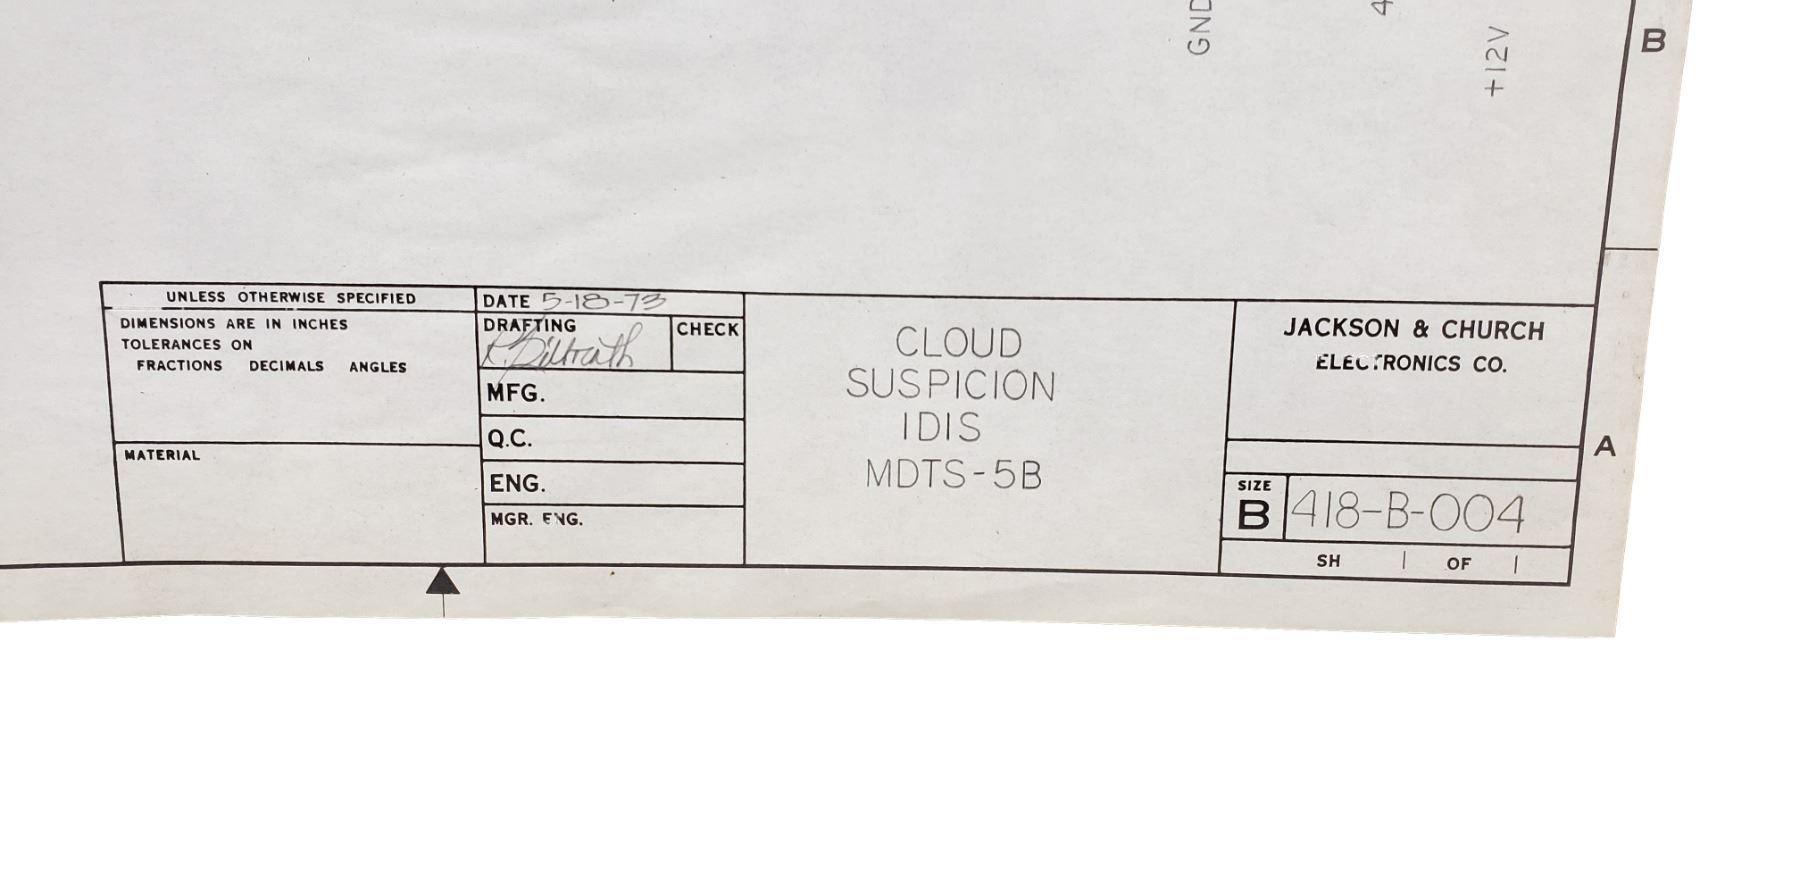 GND
4
+12V
B
UNLESS OTHERWISE SPECIFIED
DIMENSIONS ARE IN INCHES
TOLERANCES ON
FRACTIONS DECIMALS ANGLES
MATERIAL
DATE 5-18-73
DRAFTING
CHECK
MFG.
Q.C.
ENG.
MGR. ENG.
CLOUD
SUSPICION
IDIS
MDTS-5B
JACKSON & CHURCH
ELECTRONICS CO.
SIZE
B 418-B-004
SH 1 OF 1
A